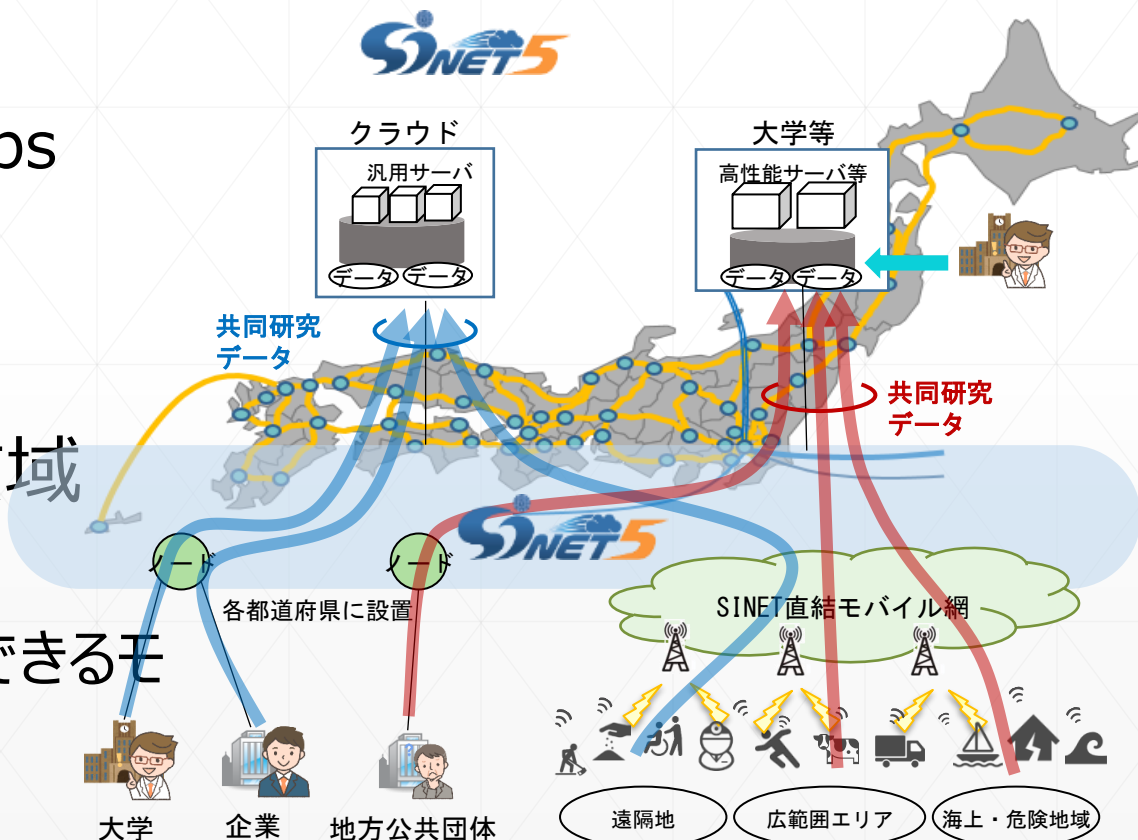 SINET5
ps
クラウド
大学等
汎用サーバ
高性能サーバ等
データ
データ
データ
データ
共同研究
データ
共同研究
データ
域
SINET5
ノード
ノード
各都道府県に設置
SINET直結モバイル網
できるモ
大学
企業
地方公共団体
遠隔地
広範囲エリア
海上・危険地域